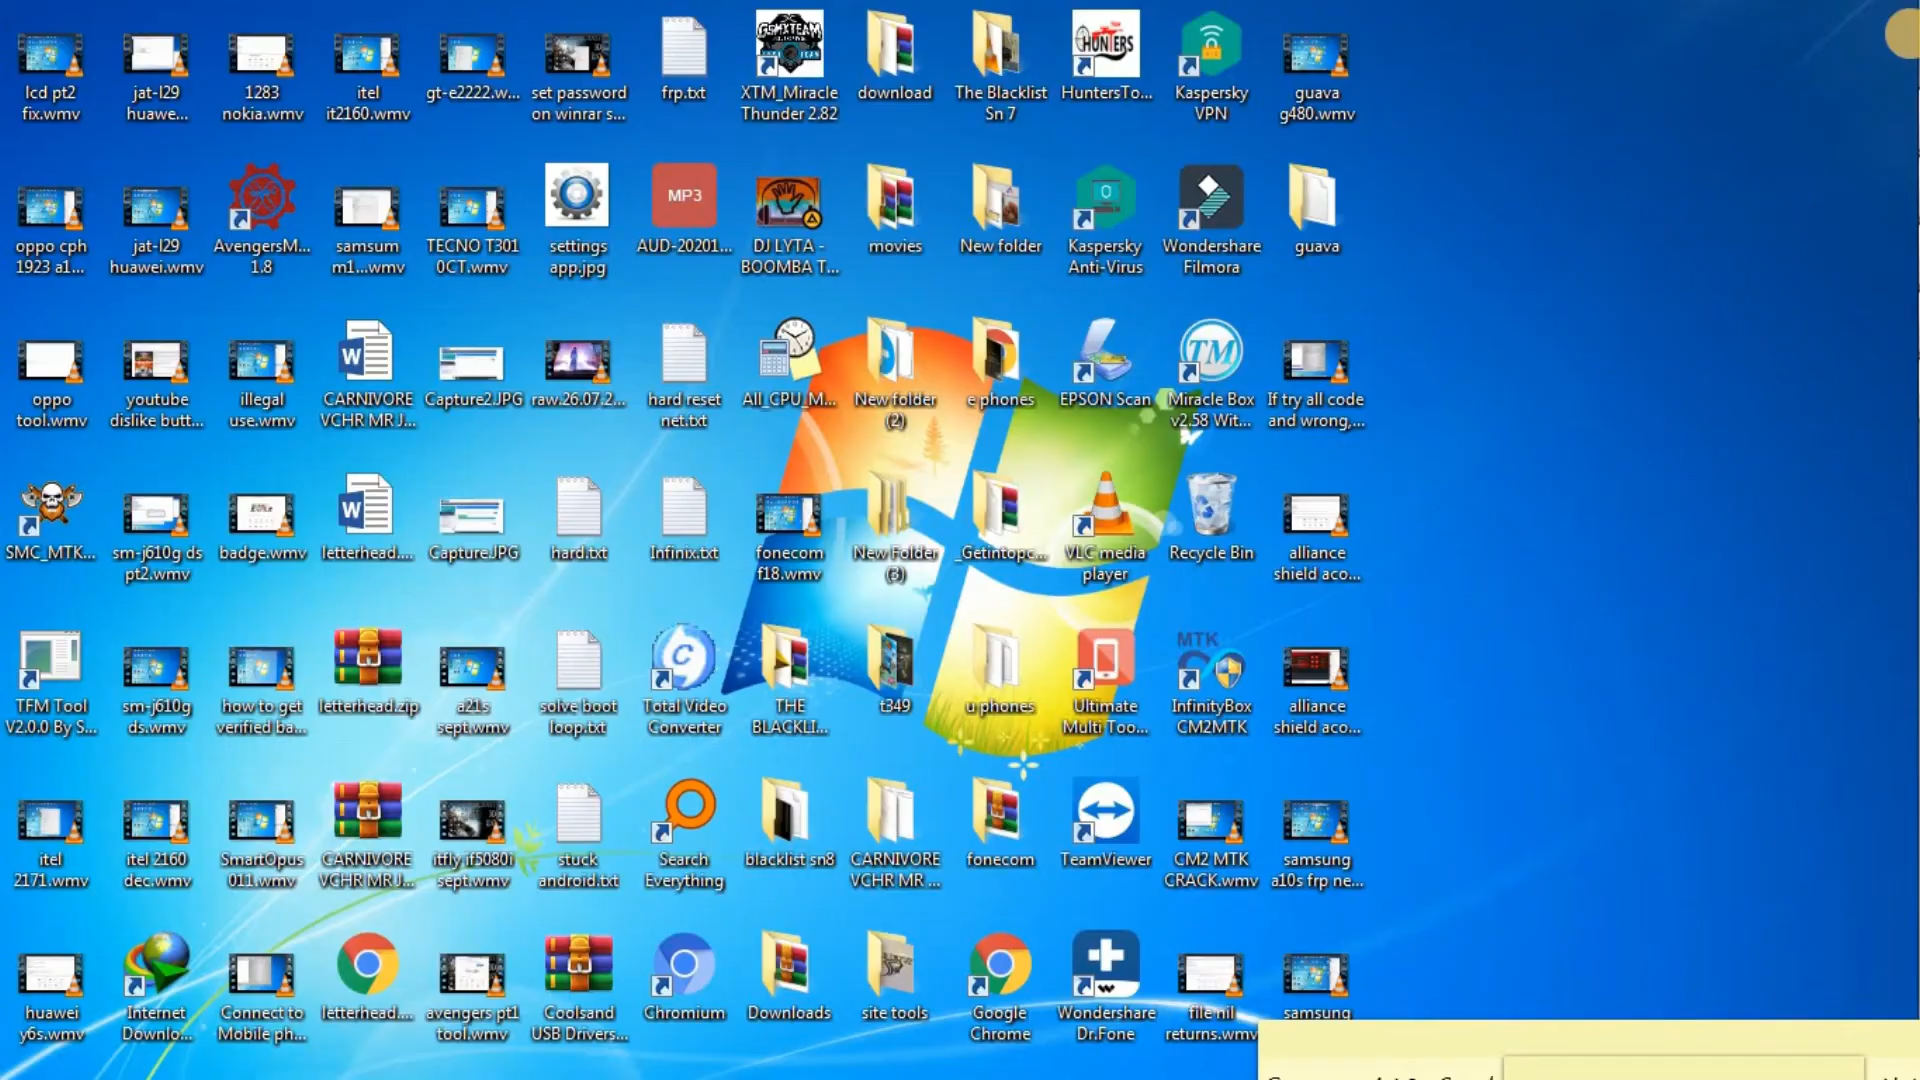 lcd pt2
fix.wmv
jat-l29
huawe...
1283
nokia.wmv
itel
it2160.wmv
gt-e2222.w...
set password
on winrar s...
frp.txt
XTM_Miracle
Thunder 2.82
download
The Blacklist
Sn 7
HUNTERS
HuntersTo...
Kaspersky
VPN
guava
g480.wmv
oppo cph
1923 a1...
jat-l29
huawei.wmv
AvengersM...
1.8
samsum
m1...wmv
TECNO T301
0CT.wmv
settings
app.jpg
MP3
AUD-20201...
DJ LYTA -
BOOMBA T...
movies
New folder
Kaspersky
Anti-Virus
Wondershare
Filmora
guava
oppo
tool.wmv
youtube
dislike butt...
illegal
use.wmv
W
CARNIVORE
VCHR MR J...
Capture2.JPG
raw.26.07.2...
hard reset
net.txt
All_CPU_M...
New folder
(2)
e phones
EPSON Scan
TM
Miracle Box
v2.58 Wit...
If try all code
and wrong,...
SMC_MTK...
sm-j610g ds
pt2.wmv
badge.wmv
W
letterhead....
Capture.JPG
hard.txt
Infinix.txt
fonecom
f18.wmv
New Folder
(3)
_Getintopc...
VLC media
player
Recycle Bin
alliance
shield aco...
TFM Tool
V2.0.0 By S...
sm-j610g
ds.wmv
how to get
verified ba...
letterhead.zip
a21s
sept.wmv
solve boot
loop.txt
C
Total Video
Converter
THE
BLACKLI...
t349
u phones
Ultimate
Multi Too...
MTK
InfinityBox
CM2MTK
alliance
shield aco...
itel
2171.wmv
itel 2160
dec.wmv
SmartOpus
011.wmv
CARNIVORE
VCHR MR J...
itfly,if5080i
sept.wmv
stuck
android.txt
Search
Everything
blacklist sn8
CARNIVORE
VCHR MR ...
fonecom
TeamViewer
CM2 MTK
CRACK.wmv
samsung
a10s frp ne...
huawei
y6s.wmv
Internet
Downlo...
Connect to
Mobile ph...
letterhead....
avengers pt1
tool.wmv
Coolsand
USB Drivers...
Chromium
Downloads
site tools
Google
Chrome
Wondershare
Dr.Fone
file nil
returns.wmv
samsung